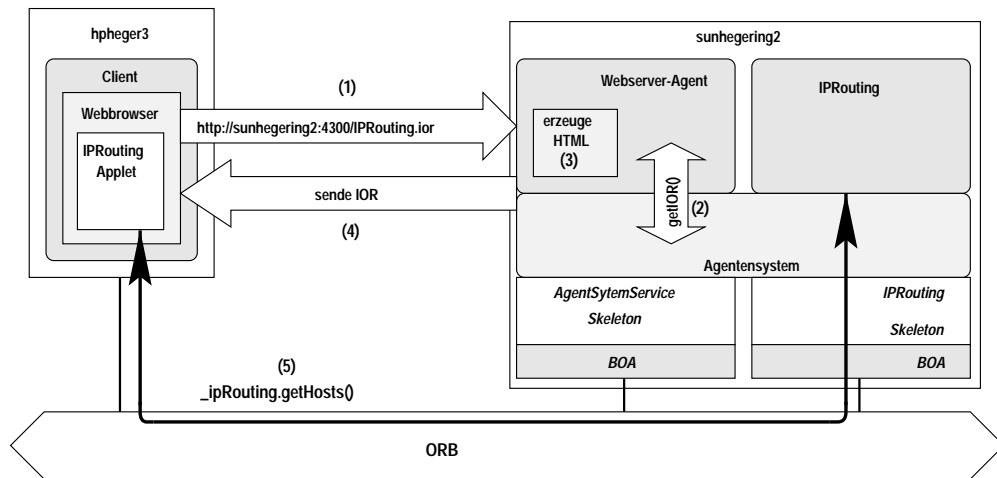 hpheger3
Client
Webbrowser
IPRouting
Applet
(1)
http://sunhegering2:4300/IPRouting.ior
sende IOR
(4)
sunhegering2
Webserver-Agent
erzeuge
HTML
(3)
getIOR()
(2)
IPRouting
Agentensystem
AgentSytemService
Skeleton
BOA
IPRouting
Skeleton
BOA
(5)
_ipRouting.getHosts()
ORB